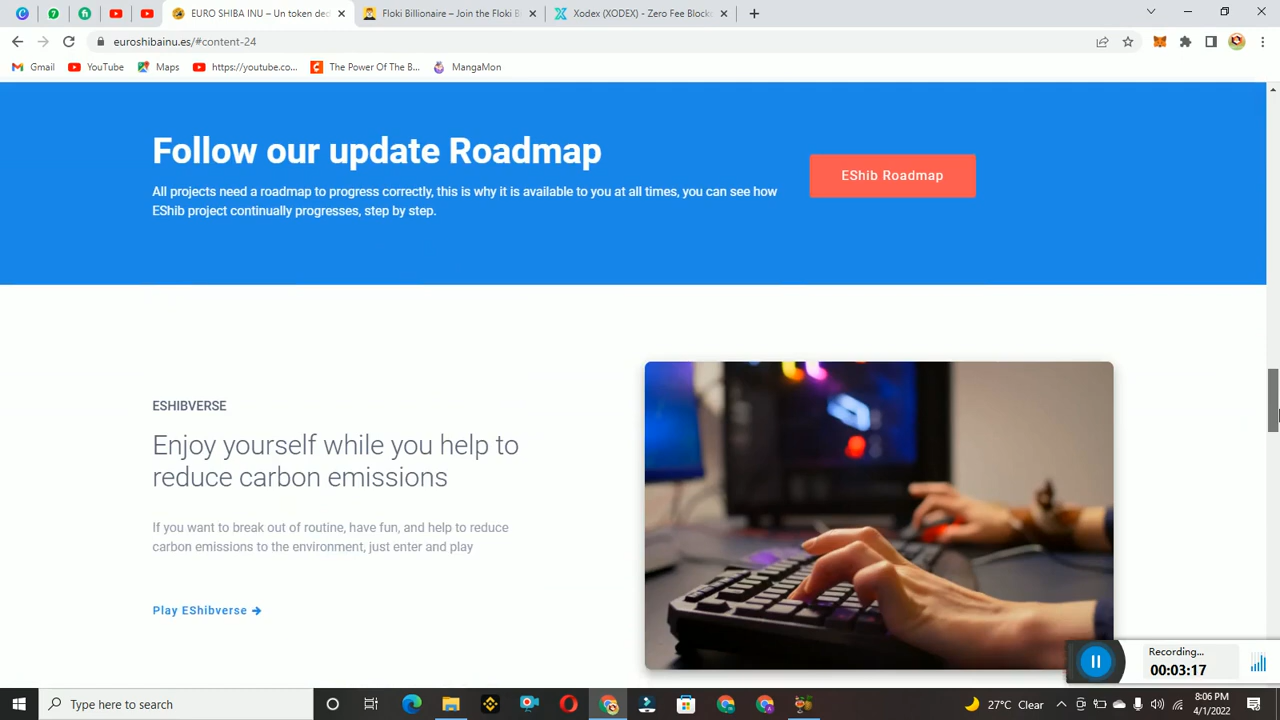 EURO SHIBA INU – Un token dec
Floki Billionaire – Join the Floki B
Xodex (XODEX) - Zero Fee Blockc
euroshibainu.es/#content-24
Gmail
YouTube
Maps
https://youtube.co...
The Power Of The B...
MangaMon
Follow our update Roadmap
All projects need a roadmap to progress correctly, this is why it is available to you at all times, you can see how
EShib project continually progresses, step by step.
EShib Roadmap
ESHIBVERSE
Enjoy yourself while you help to
reduce carbon emissions
If you want to break out of routine, have fun, and help to reduce
carbon emissions to the environment, just enter and play
Play EShibverse
Recording...
00:03:17
Type here to search
27°C Clear
8:06 PM
4/1/2022